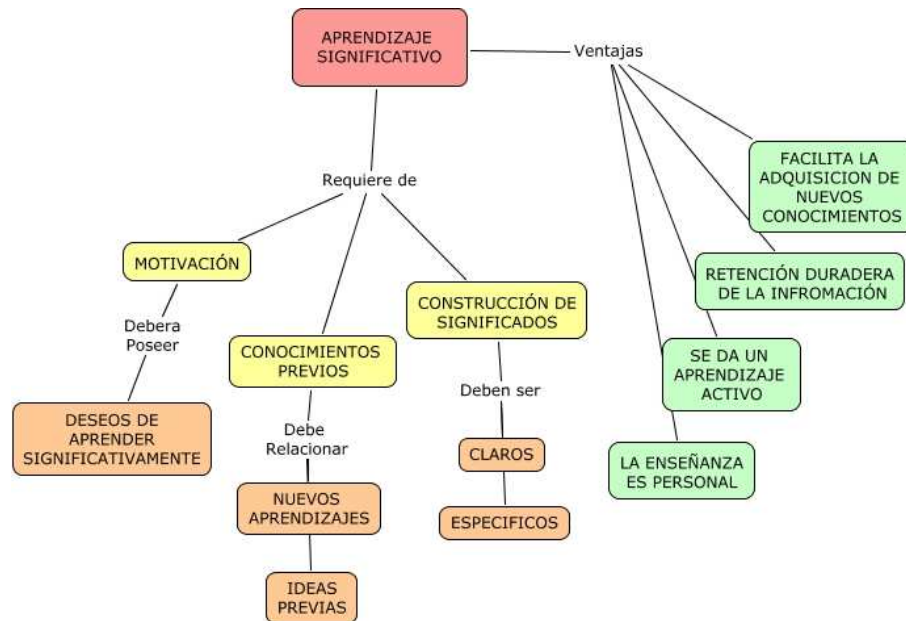 APRENDIZAJE
SIGNIFICATIVO
Ventajas
Requiere de
MOTIVACIÓN
Debera
Poseer
DESEOS DE
APRENDER
SIGNIFICATIVAMENTE
CONOCIMIENTOS
PREVIOS
Debe
Relacionar
NUEVOS
APRENDIZAJES
IDEAS
PREVIAS
CONSTRUCCIÓN DE
SIGNIFICADOS
Deben ser
CLAROS
ESPECIFICOS
FACILITA LA
ADQUISICION DE
NUEVOS
CONOCIMIENTOS
RETENCIÓN DURADERA
DE LA INFROMACIÓN
SE DA UN
APRENDIZAJE
ACTIVO
LA ENSEÑANZA
ES PERSONAL